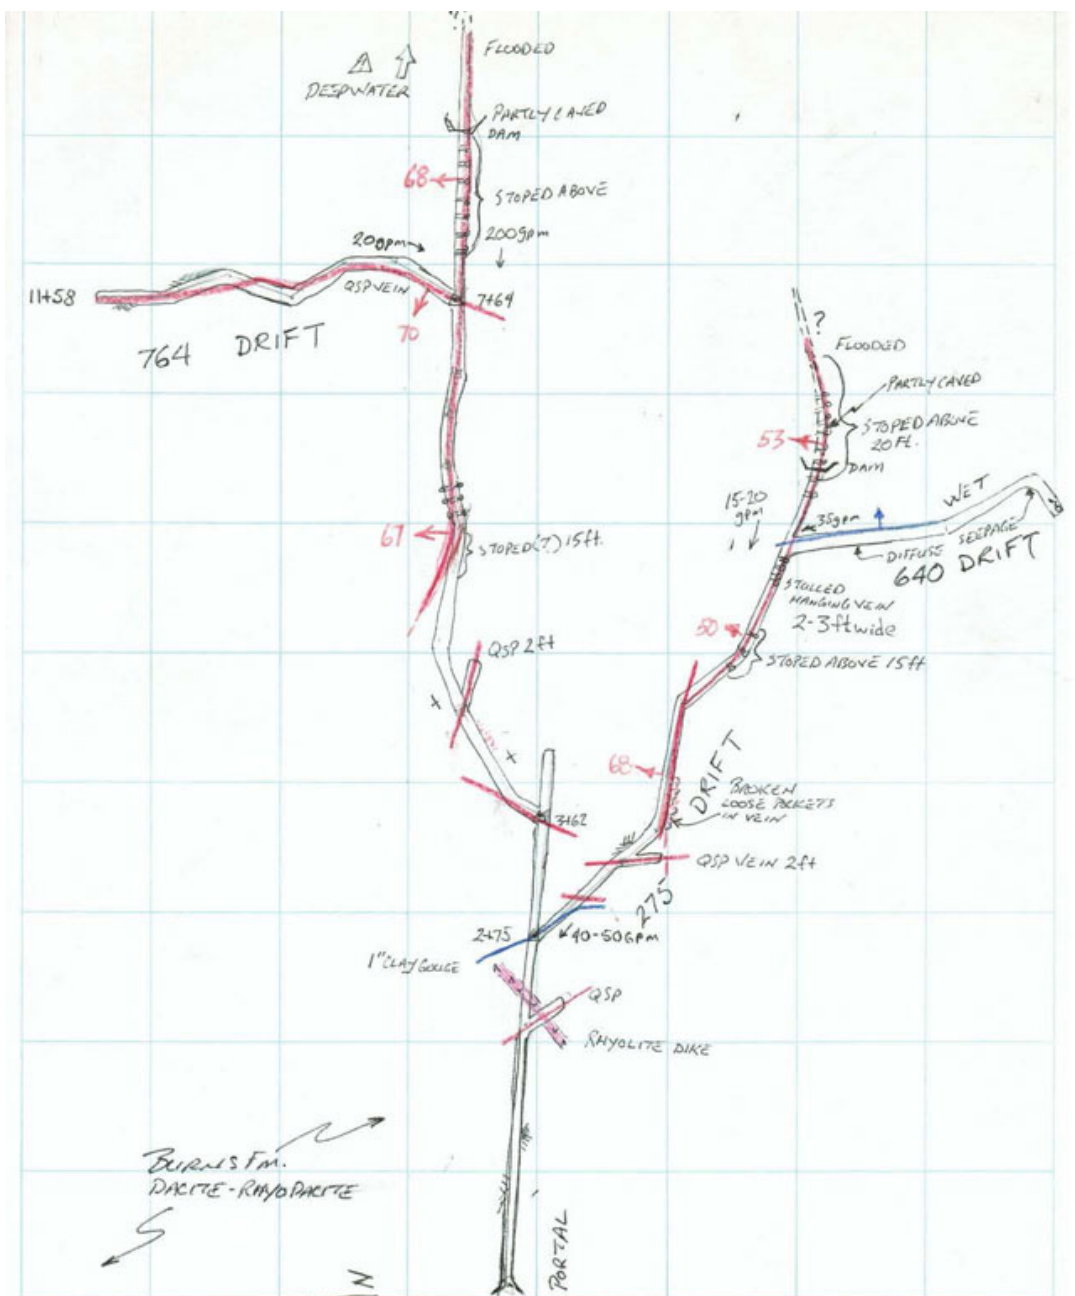 FLOODED
DEEPWATER
PARTLY CAVED
DAM
68
STOPED ABOVE
200gpm
200gpm
11+58
QSP VEIN
7+64
70
764 DRIFT
?
FLOODED
PARTLY CAVED
STOPED ABOVE
20 FT.
53
DAM
WET
15-20
gpm
35gpm
67
STOPED(?) 15ft.
DIFFUSE SEEPAGE
640 DRIFT
STULLED
HANGING VEIN
2-3ft wide
50
QSP 2ft
STOPED ABOVE 15ft
68
DRIFT
BROKEN
LOOSE POCKETS
IN VEIN
3+62
QSP VEIN 2ft
275
2+75
40-50GPM
1" CLAY GOUGE
QSP
RHYOLITE DIKE
BURNS FM.
DACITE-RHYODACITE
PORTAL
N